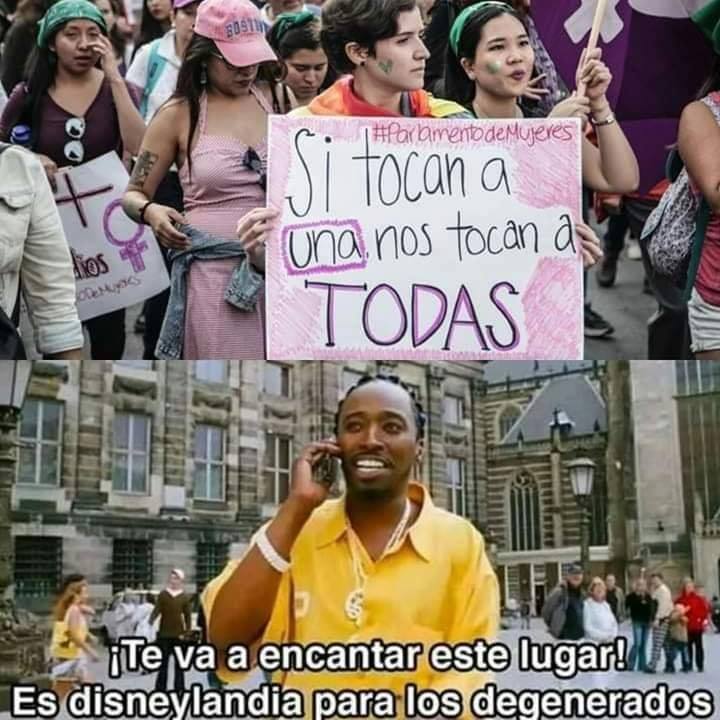 BOSTON
#ParlamentodeMujeres
Si tocan a
una, nos tocan a
TODAS
¡Te va a encantar este lugar!
Es disneylandia para los degenerados